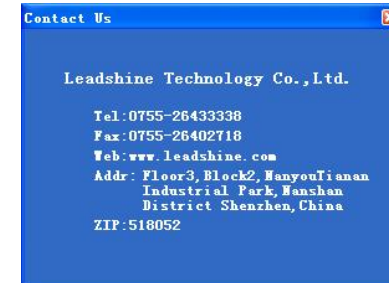 Contact Us
Leadshine Technology Co.,Ltd.
Tel:0755-26433338
Fax:0755-26402718
Web:www.leadshine.com
Addr: Floor3,Block2,NanyouTianan
Industrial Park,Nanshan
District Shenzhen,China
ZIP:518052